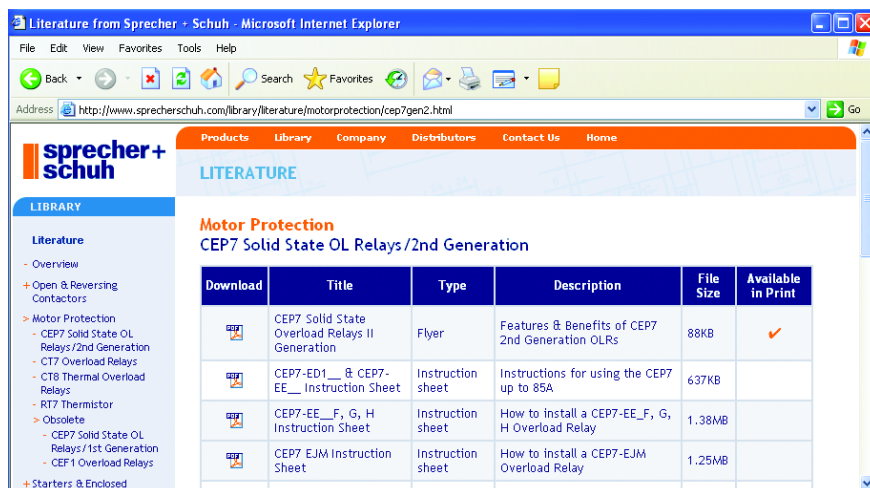 Literature from Sprecher + Schuh - Microsoft Internet Explorer
File Edit View Favorites Tools Help
Back Search Favorites
Address http://www.sprecherschuh.com/library/literature/motorprotection/cep7gen2.html Go
sprecher+
schuh
Products Library Company Distributors Contact Us Home
LITERATURE
LIBRARY
Literature
- Overview
+ Open & Reversing
Contactors
> Motor Protection
- CEP7 Solid State OL
Relays/2nd Generation
- CT7 Overload Relays
- CT8 Thermal Overload
Relays
- RT7 Thermistor
> Obsolete
- CEP7 Solid State OL
Relays/1st Generation
- CEF1 Overload Relays
+ Starters & Enclosed
Motor Protection
CEP7 Solid State OL Relays/2nd Generation
Download Title Type Description File Size Available in Print
CEP7 Solid State
Overload Relays II
Generation
Flyer
Features & Benefits of CEP7
2nd Generation OLRs
88KB
CEP7-ED1__ & CEP7-
EE__ Instruction Sheet
Instruction
sheet
Instructions for using the CEP7
up to 85A
637KB
CEP7-EE__F, G, H
Instruction Sheet
Instruction
sheet
How to install a CEP7-EE_F, G,
H Overload Relay
1.38MB
CEP7 EJM Instruction
Sheet
Instruction
sheet
How to install a CEP7-EJM
Overload Relay
1.25MB